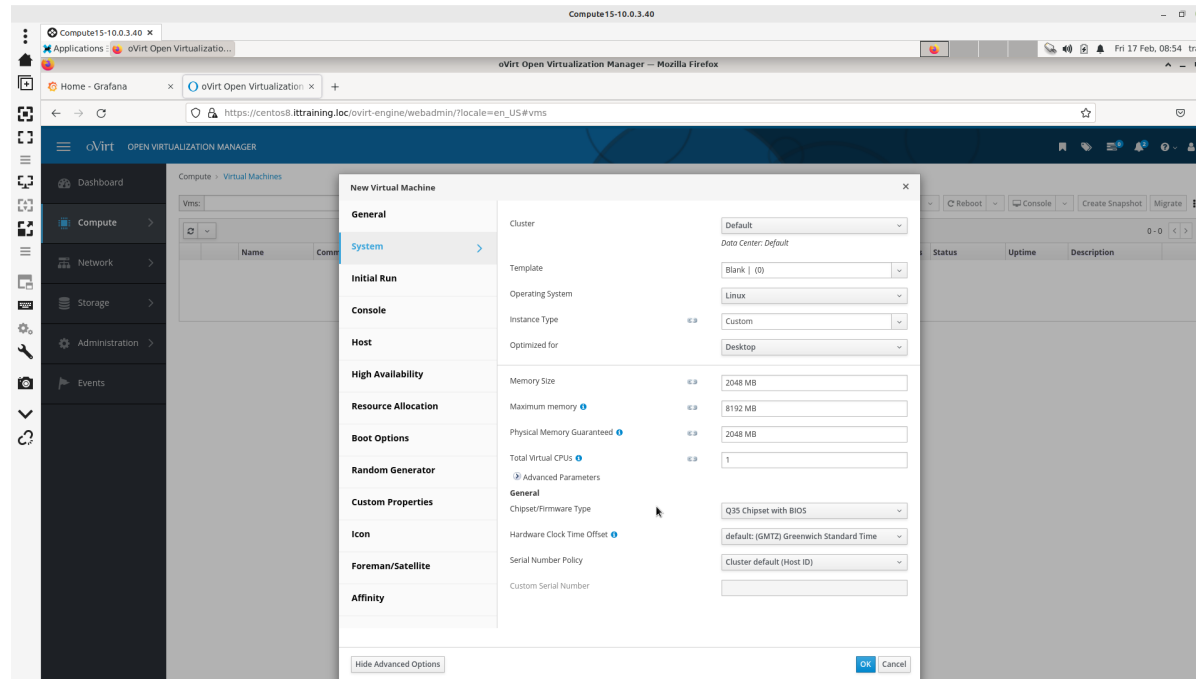 Compute15-10.0.3.40
Compute15-10.0.3.40 ×
Applications oVirt Open Virtualizatio...
Fri 17 Feb, 08:54
oVirt Open Virtualization Manager — Mozilla Firefox
Home - Grafana × oVirt Open Virtualization × +
https://centos8.ittraining.loc/ovirt-engine/webadmin/?locale=en_US#vms
oVirt OPEN VIRTUALIZATION MANAGER
Dashboard
Compute
Network
Storage
Administration
Events
Compute > Virtual Machines
Vms:
Reboot Console Create Snapshot Migrate
0-0
Name Status Uptime Description
New Virtual Machine ×
General
System
Initial Run
Console
Host
High Availability
Resource Allocation
Boot Options
Random Generator
Custom Properties
Icon
Foreman/Satellite
Affinity
Cluster Default
Data Center: Default
Template Blank | (0)
Operating System Linux
Instance Type Custom
Optimized for Desktop
Memory Size 2048 MB
Maximum memory 8192 MB
Physical Memory Guaranteed 2048 MB
Total Virtual CPUs 1
Advanced Parameters
General
Chipset/Firmware Type Q35 Chipset with BIOS
Hardware Clock Time Offset default: (GMTZ) Greenwich Standard Time
Serial Number Policy Cluster default (Host ID)
Custom Serial Number
Hide Advanced Options OK Cancel